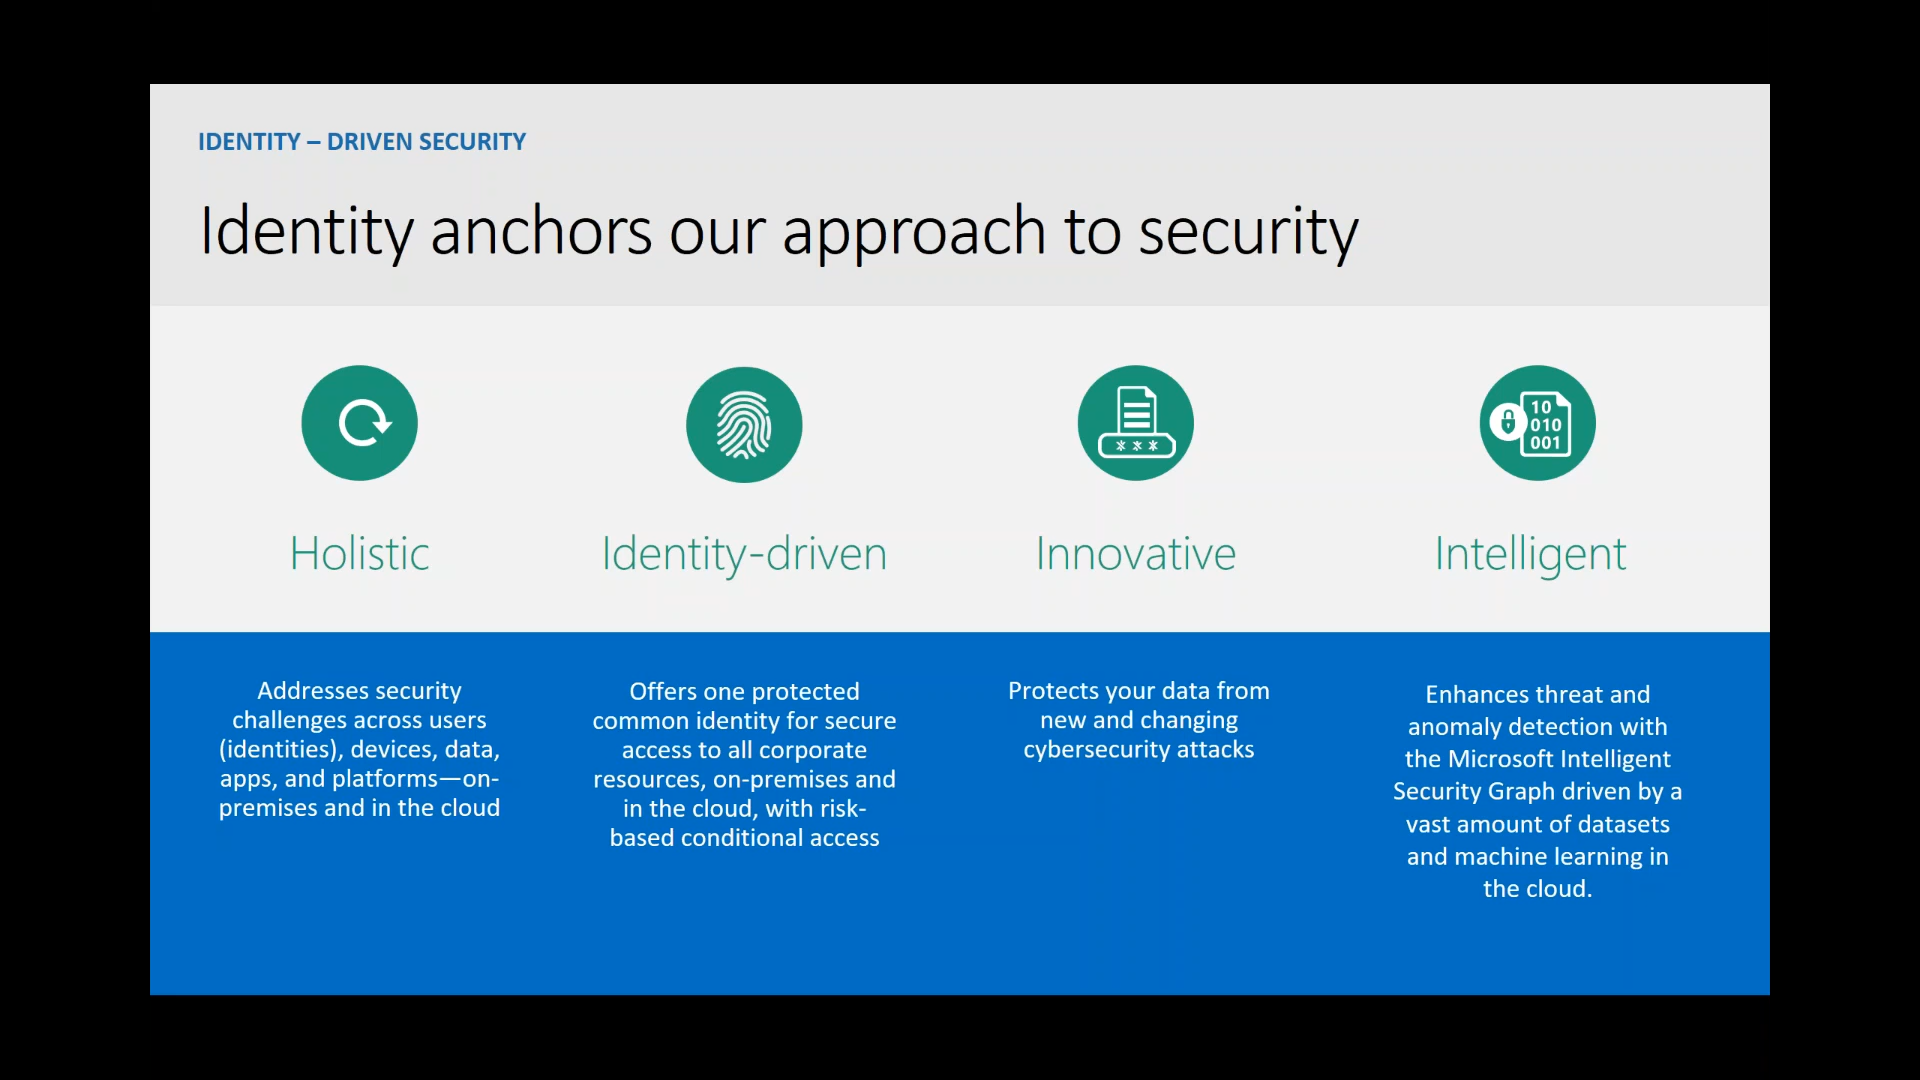 IDENTITY – DRIVEN SECURITY
Identity anchors our approach to security
* * *
10
010
001
Holistic
Identity-driven
Innovative
Intelligent
Addresses security
challenges across users
(identities), devices, data,
apps, and platforms—on-
premises and in the cloud
Offers one protected
common identity for secure
access to all corporate
resources, on-premises and
in the cloud, with risk-
based conditional access
Protects your data from
new and changing
cybersecurity attacks
Enhances threat and
anomaly detection with
the Microsoft Intelligent
Security Graph driven by a
vast amount of datasets
and machine learning in
the cloud.